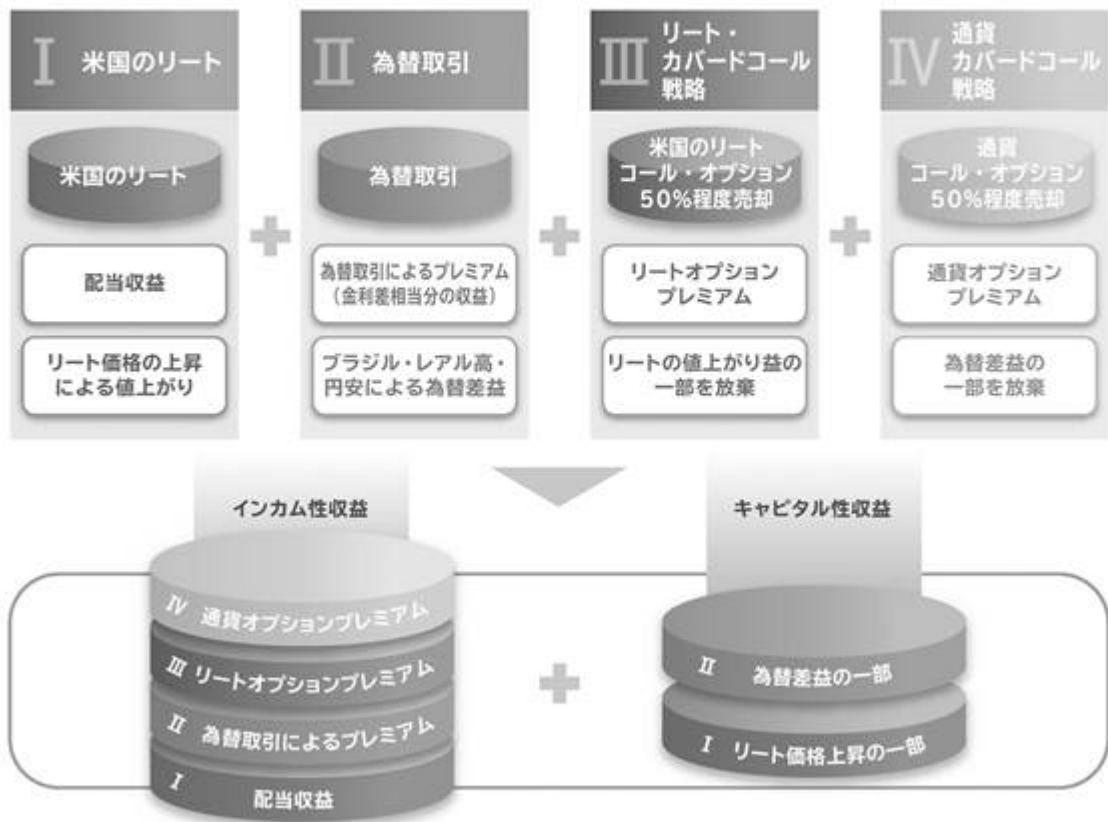 I 米国のリート
II 為替取引
III リート・
カバードコール
戦略
IV 通貨
カバードコール
戦略
米国のリート
為替取引
米国のリート
コール・オプション
50%程度売却
通貨
コール・オプション
50%程度売却
配当収益
為替取引によるプレミアム
(金利差相当分の収益)
リートオプション
プレミアム
通貨オプション
プレミアム
リート価格の上昇
による値上がり
ブラジル・レアル高・
円安による為替差益
リートの値上がり益の
一部を放棄
為替差益の
一部を放棄
インカム性収益
IV 通貨オプションプレミアム
III リートオプションプレミアム
II 為替取引によるプレミアム
I 配当収益
キャピタル性収益
II 為替差益の一部
I リート価格上昇の一部